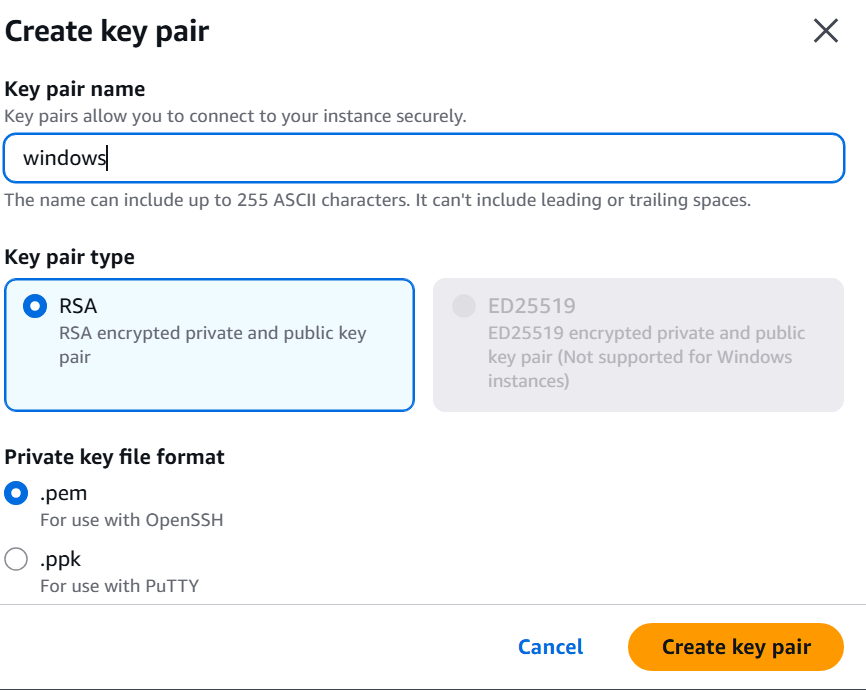 Create key pair
Key pair name
Key pairs allow you to connect to your instance securely.
windows
The name can include up to 255 ASCII characters. It can't include leading or trailing spaces.
Key pair type
RSA
RSA encrypted private and public key
pair
ED25519
ED25519 encrypted private and public
key pair (Not supported for Windows
instances)
Private key file format
.pem
For use with OpenSSH
.ppk
For use with PuTTY
Cancel
Create key pair